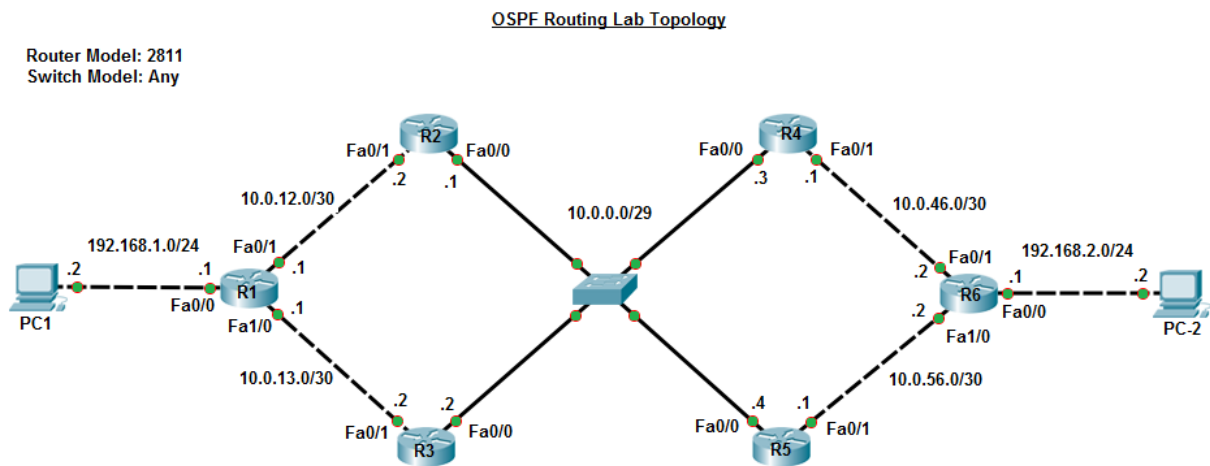 OSPF Routing Lab Topology
Router Model: 2811
Switch Model: Any
R2
R4
Fa0/1
Fa0/0
Fa0/0
Fa0/1
.2
.1
.3
.1
10.0.12.0/30
10.0.0.0/29
10.0.46.0/30
192.168.1.0/24
Fa0/1
.1
Fa0/1
.2
192.168.2.0/24
.2
.1
R1
R6
.1
.2
PC1
Fa0/0
.1
Fa1/0
.2
Fa1/0
Fa0/0
PC-2
10.0.13.0/30
10.0.56.0/30
.2
.2
.4
.1
Fa0/1
Fa0/0
Fa0/0
Fa0/1
R3
R5